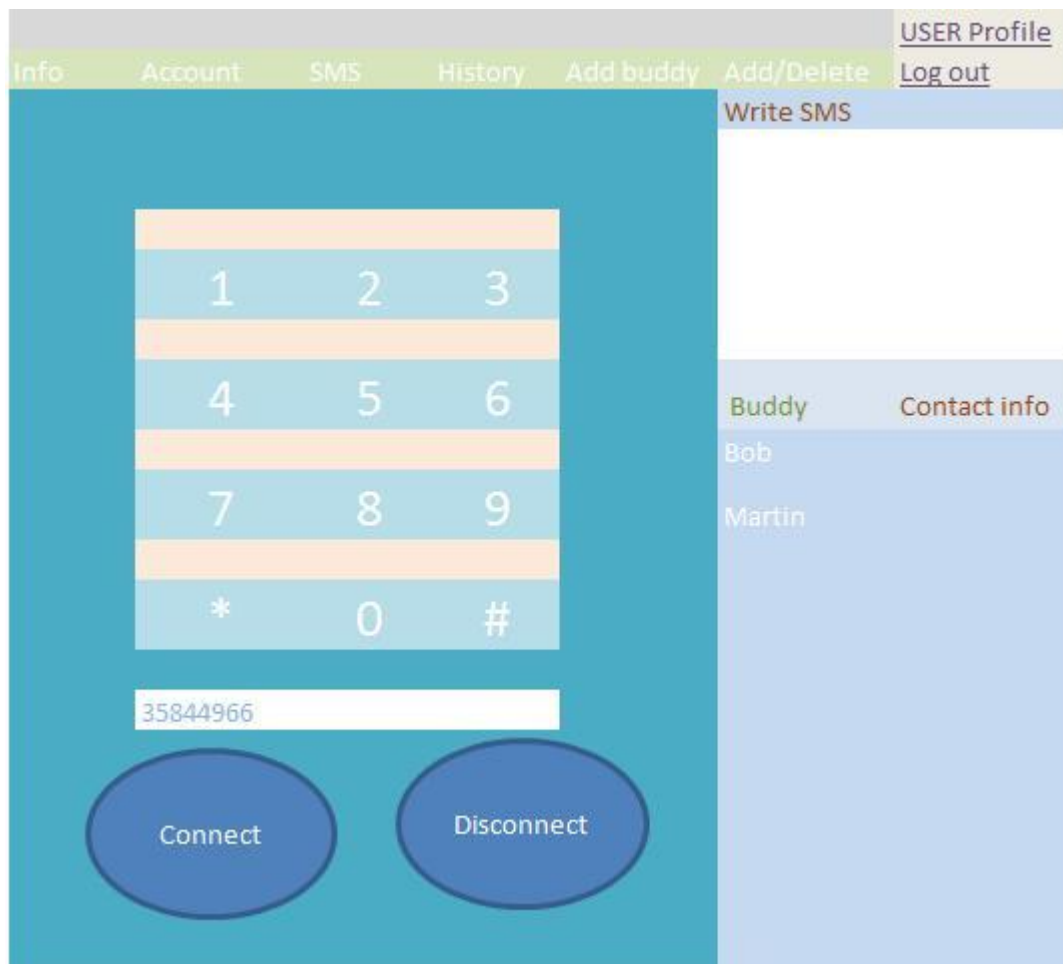 USER Profile
Info Account SMS History Add buddy Add/Delete Log out
Write SMS
1 2 3
4 5 6
Buddy Contact info
Bob
7 8 9
Martin
* 0 #
35844966
Connect Disconnect